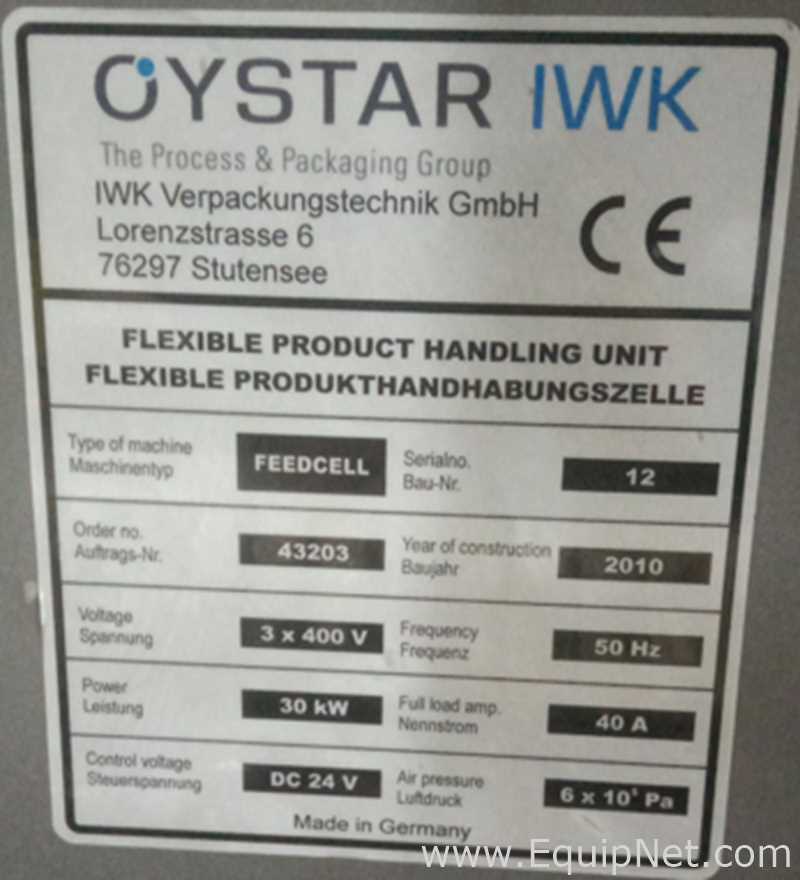 OYSTAR IWK
The Process & Packaging Group
IWK Verpackungstechnik GmbH
Lorenzstrasse 6
76297 Stutensee
CE
FLEXIBLE PRODUCT HANDLING UNIT
FLEXIBLE PRODUKTHANDHABUNGSZELLE
Type of machine
Maschinentyp
FEEDCELL
Serialno.
Bau-Nr.
12
Order no.
Auftrags-Nr.
43203
Year of construction
Baujahr
2010
Voltage
Spannung
3 x 400 V
Frequency
Frequenz
50 Hz
Power
Leistung
30 kW
Full load amp.
Nennstrom
40 A
Control voltage
Steuerspannung
DC 24 V
Air pressure
Luftdruck
6 x 10⁵ Pa
Made in Germany
www.EquipNet.com